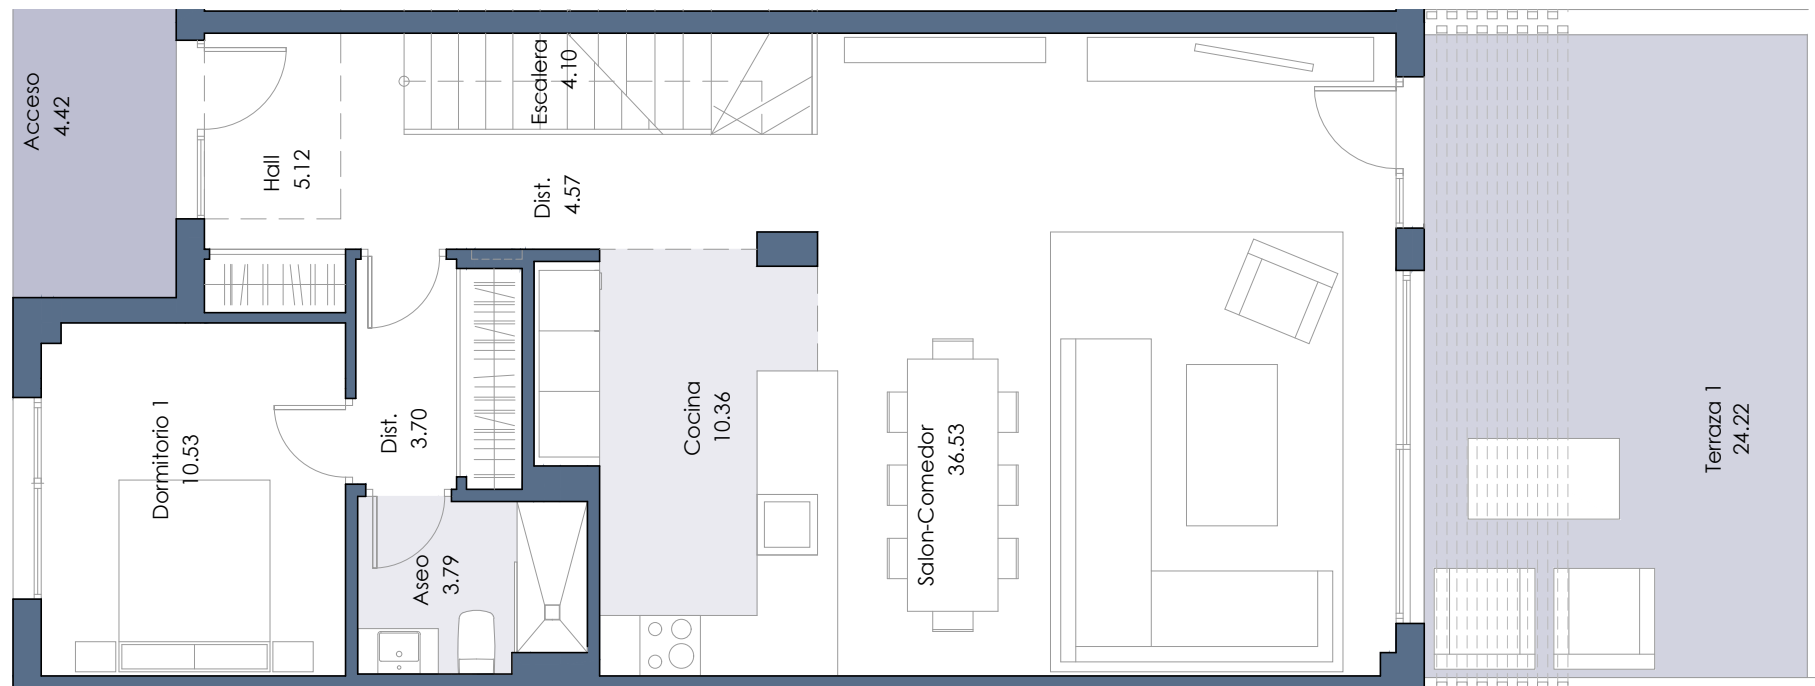 Acceso
4.42
Hall
5.12
Escalera
4.10
Dist.
4.57
Dormitorio 1
10.53
Dist.
3.70
Aseo
3.79
Cocina
10.36
Salon-Comedor
36.53
Terraza 1
24.22